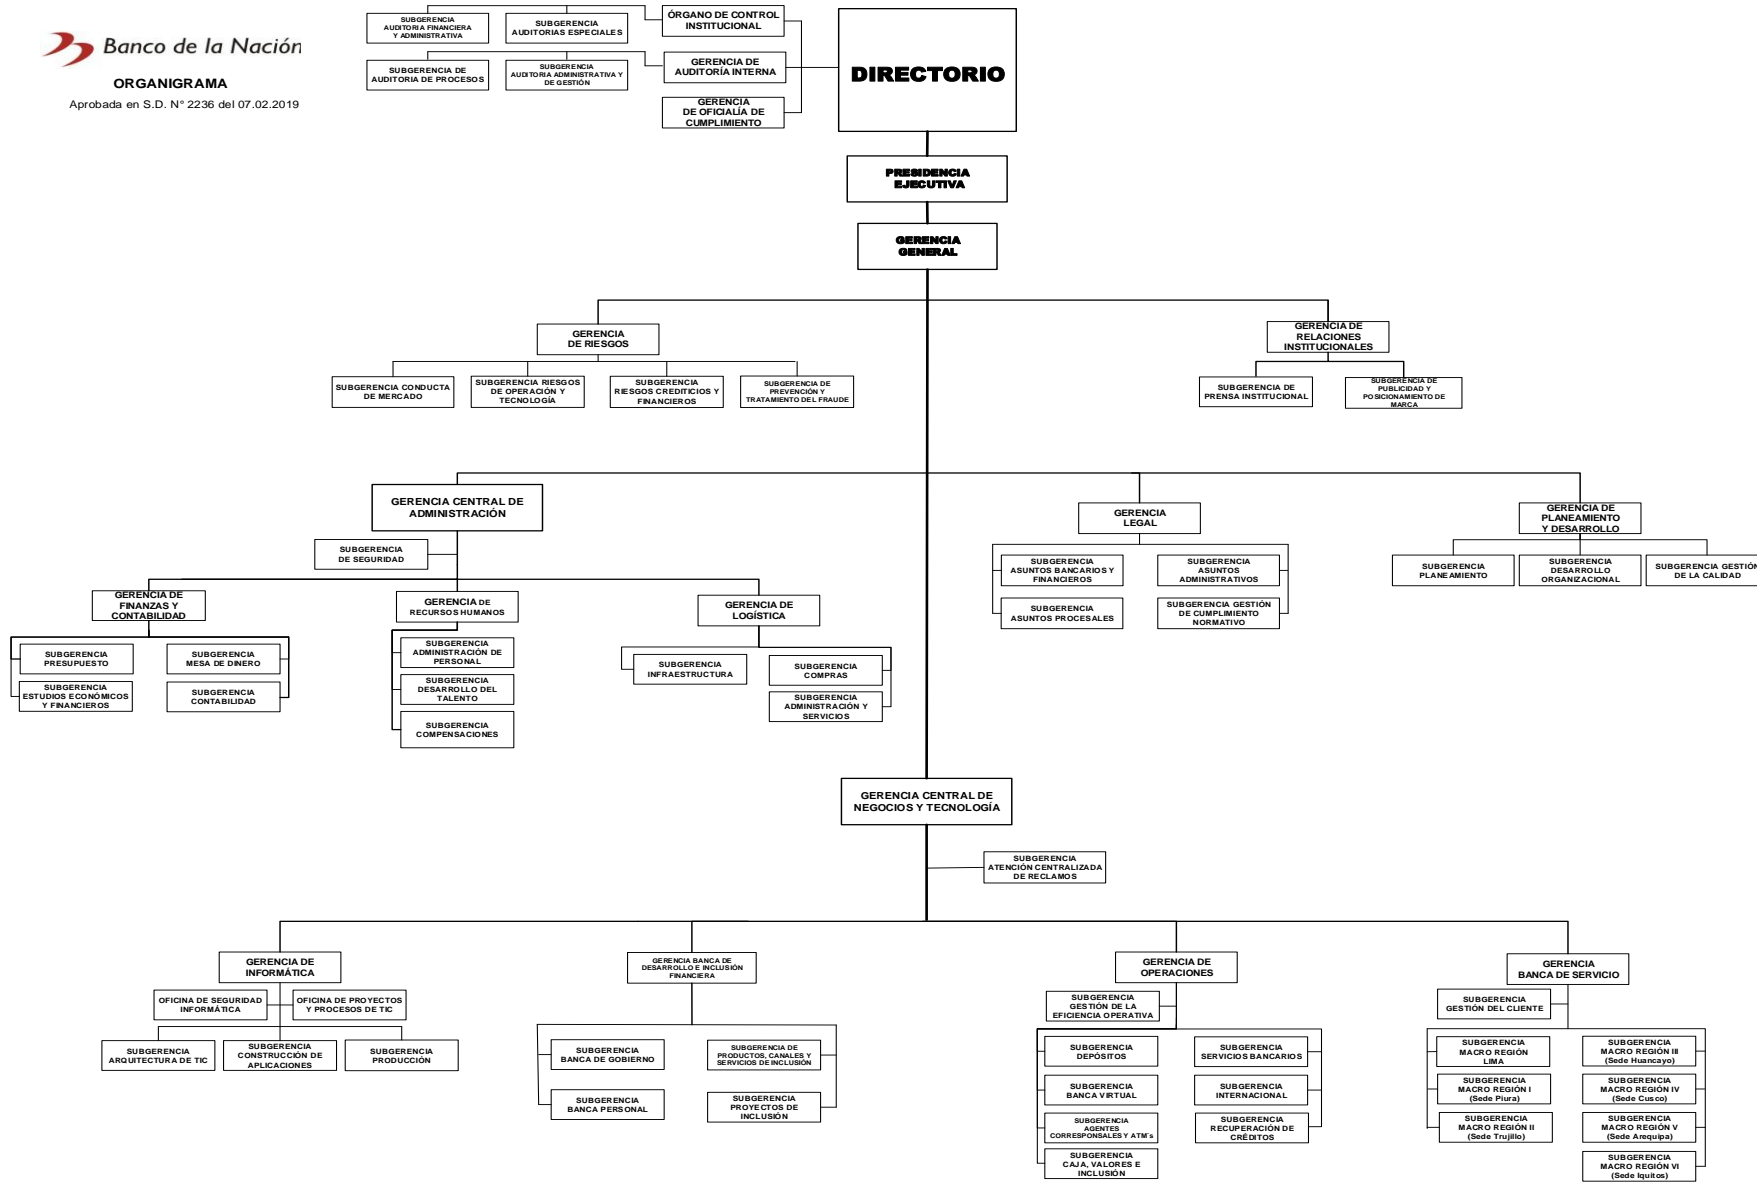 Banco de la Nación
ORGANIGRAMA
Aprobada en S.D. N° 2236 del 07.02.2019
SUBGERENCIA
AUDITORIA FINANCIERA
Y ADMINISTRATIVA
SUBGERENCIA
AUDITORIAS ESPECIALES
ÓRGANO DE CONTROL
INSTITUCIONAL
SUBGERENCIA DE
AUDITORIA DE PROCESOS
SUBGERENCIA
AUDITORIA ADMINISTRATIVA Y
DE GESTIÓN
GERENCIA DE
AUDITORÍA INTERNA
GERENCIA
DE OFICIALÍA DE
CUMPLIMIENTO
DIRECTORIO
PRESIDENCIA
EJECUTIVA
GERENCIA
GENERAL
GERENCIA
DE RIESGOS
SUBGERENCIA CONDUCTA
DE MERCADO
SUBGERENCIA RIESGOS
DE OPERACIÓN Y
TECNOLOGÍA
SUBGERENCIA
RIESGOS CREDITICIOS Y
FINANCIEROS
SUBGERENCIA DE
PREVENCIÓN Y
TRATAMIENTO DEL FRAUDE
GERENCIA DE
RELACIONES
INSTITUCIONALES
SUBGERENCIA DE
PRENSA INSTITUCIONAL
SUBGERENCIA DE
PUBLICIDAD Y
POSICIONAMIENTO DE
MARCA
GERENCIA CENTRAL DE
ADMINISTRACIÓN
SUBGERENCIA
DE SEGURIDAD
GERENCIA DE
FINANZAS Y
CONTABILIDAD
SUBGERENCIA
PRESUPUESTO
SUBGERENCIA
MESA DE DINERO
SUBGERENCIA
ESTUDIOS ECONÓMICOS
Y FINANCIEROS
SUBGERENCIA
CONTABILIDAD
GERENCIA DE
RECURSOS HUMANOS
SUBGERENCIA
ADMINISTRACIÓN DE
PERSONAL
SUBGERENCIA
DESARROLLO DEL
TALENTO
SUBGERENCIA
COMPENSACIONES
GERENCIA DE
LOGÍSTICA
SUBGERENCIA
INFRAESTRUCTURA
SUBGERENCIA
COMPRAS
SUBGERENCIA
ADMINISTRACIÓN Y
SERVICIOS
GERENCIA
LEGAL
SUBGERENCIA
ASUNTOS BANCARIOS Y
FINANCIEROS
SUBGERENCIA
ASUNTOS
ADMINISTRATIVOS
SUBGERENCIA
ASUNTOS PROCESALES
SUBGERENCIA GESTIÓN
DE CUMPLIMIENTO
NORMATIVO
GERENCIA DE
PLANEAMIENTO
Y DESARROLLO
SUBGERENCIA
PLANEAMIENTO
SUBGERENCIA
DESARROLLO
ORGANIZACIONAL
SUBGERENCIA GESTIÓN
DE LA CALIDAD
GERENCIA CENTRAL DE
NEGOCIOS Y TECNOLOGÍA
SUBGERENCIA
ATENCIÓN CENTRALIZADA
DE RECLAMOS
GERENCIA DE
INFORMÁTICA
OFICINA DE SEGURIDAD
INFORMÁTICA
OFICINA DE PROYECTOS
Y PROCESOS DE TIC
SUBGERENCIA
ARQUITECTURA DE TIC
SUBGERENCIA
CONSTRUCCIÓN DE
APLICACIONES
SUBGERENCIA
PRODUCCIÓN
GERENCIA BANCA DE
DESARROLLO E INCLUSIÓN
FINANCIERA
SUBGERENCIA
BANCA DE GOBIERNO
SUBGERENCIA DE
PRODUCTOS, CANALES Y
SERVICIOS DE INCLUSIÓN
SUBGERENCIA
BANCA PERSONAL
SUBGERENCIA
PROYECTOS DE
INCLUSIÓN
GERENCIA DE
OPERACIONES
SUBGERENCIA
GESTIÓN DE LA
EFICIENCIA OPERATIVA
SUBGERENCIA
DEPÓSITOS
SUBGERENCIA
SERVICIOS BANCARIOS
SUBGERENCIA
BANCA VIRTUAL
SUBGERENCIA
INTERNACIONAL
SUBGERENCIA
AGENTES
CORRESPONSALES Y ATM´s
SUBGERENCIA
RECUPERACIÓN DE
CRÉDITOS
SUBGERENCIA
CAJA, VALORES E
INCLUSIÓN
GERENCIA
BANCA DE SERVICIO
SUBGERENCIA
GESTIÓN DEL CLIENTE
SUBGERENCIA
MACRO REGIÓN
LIMA
SUBGERENCIA
MACRO REGIÓN III
(Sede Huancayo)
SUBGERENCIA
MACRO REGIÓN I
(Sede Piura)
SUBGERENCIA
MACRO REGIÓN IV
(Sede Cusco)
SUBGERENCIA
MACRO REGIÓN II
(Sede Trujillo)
SUBGERENCIA
MACRO REGIÓN V
(Sede Arequipa)
SUBGERENCIA
MACRO REGIÓN VI
(Sede Iquitos)